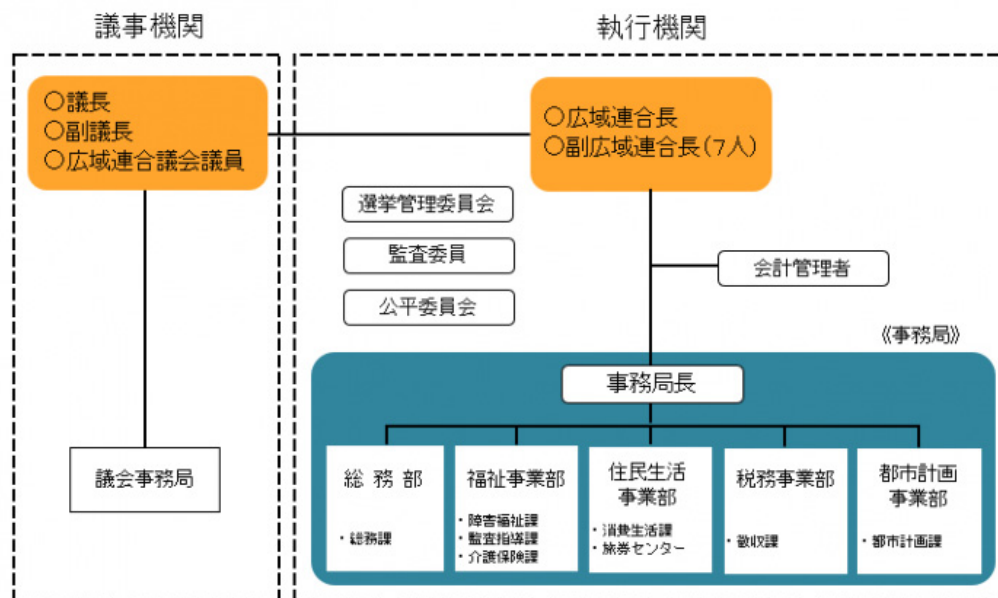 議事機関
執行機関
○議長
○副議長
○広域連合議会議員
○広域連合長
○副広域連合長(7人)
選挙管理委員会
監査委員
公平委員会
会計管理者
《事務局》
事務局長
議会事務局
総務部
・総務課
福祉事業部
・障害福祉課
・監査指導課
・介護保険課
住民生活
事業部
・消費生活課
・旅券センター
税務事業部
・徴収課
都市計画
事業部
・都市計画課